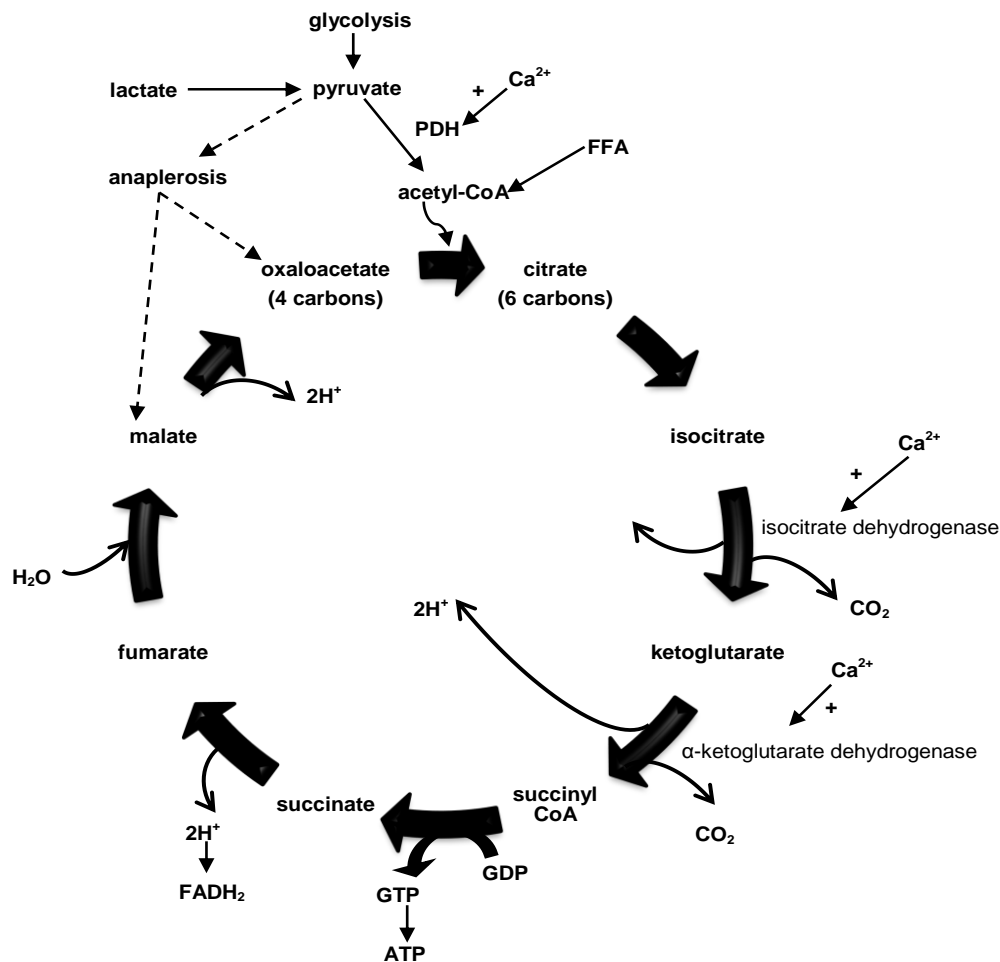 glycolysis
lactate
pyruvate
+
Ca²⁺
PDH
FFA
anaplerosis
acetyl-CoA
oxaloacetate
(4 carbons)
citrate
(6 carbons)
2H⁺
malate
isocitrate
Ca²⁺
+
isocitrate dehydrogenase
H₂O
2H⁺
CO₂
fumarate
ketoglutarate
Ca²⁺
+
α-ketoglutarate dehydrogenase
succinate
succinyl
CoA
2H⁺
CO₂
GDP
FADH₂
GTP
ATP